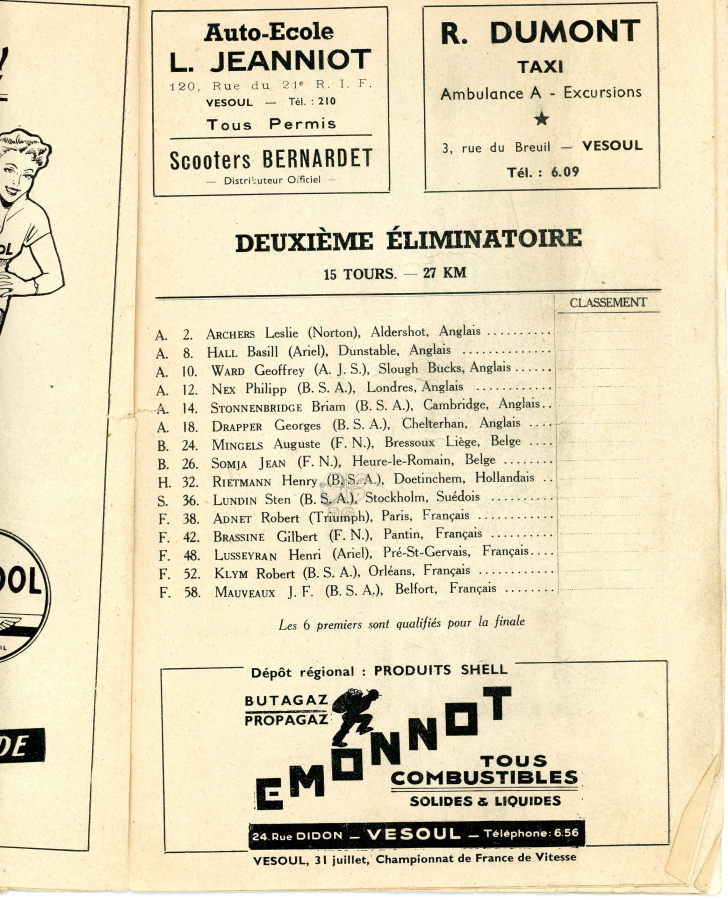 Auto-Ecole
L. JEANNIOT
120, Rue du 21e R. I. F.
VESOUL — Tél. : 210
Tous Permis
Scooters BERNARDET
— Distributeur Officiel —
R. DUMONT
TAXI
Ambulance A - Excursions
★
3, rue du Breuil — VESOUL
Tél. : 6.09
DEUXIÈME ÉLIMINATOIRE
15 TOURS. — 27 KM
CLASSEMENT
A. 2. ARCHERS Leslie (Norton), Aldershot, Anglais ..........
A. 8. HALL Basill (Ariel), Dunstable, Anglais ..............
A. 10. WARD Geoffrey (A. J. S.), Slough Bucks, Anglais ......
A. 12. NEX Philipp (B. S. A.), Londres, Anglais ............
A. 14. STONNENBRIDGE Briam (B. S. A.), Cambridge, Anglais..
A. 18. DRAPPER Georges (B. S. A.), Chelterhan, Anglais ....
B. 24. MINGELS Auguste (F. N.), Bressoux Liège, Belge ....
B. 26. SOMJA JEAN (F. N.), Heure-le-Romain, Belge ........
H. 32. RIETMANN Henry (B. S. A.), Doetinchem, Hollandais ..
S. 36. LUNDIN Sten (B. S. A.), Stockholm, Suédois ........
F. 38. ADNET Robert (Triumph), Paris, Français ............
F. 42. BRASSINE Gilbert (F. N.), Pantin, Français ..........
F. 48. LUSSEYRAN Henri (Ariel), Pré-St-Gervais, Français....
F. 52. KLYM Robert (B. S. A.), Orléans, Français ............
F. 58. MAUVEAUX J. F. (B. S. A.), Belfort, Français ........
Les 6 premiers sont qualifiés pour la finale
Dépôt régional : PRODUITS SHELL
BUTAGAZ
PROPAGAZ
EMONNOT
TOUS
COMBUSTIBLES
SOLIDES & LIQUIDES
24. Rue DIDON — VESOUL — Téléphone: 6.56
VESOUL, 31 juillet, Championnat de France de Vitesse